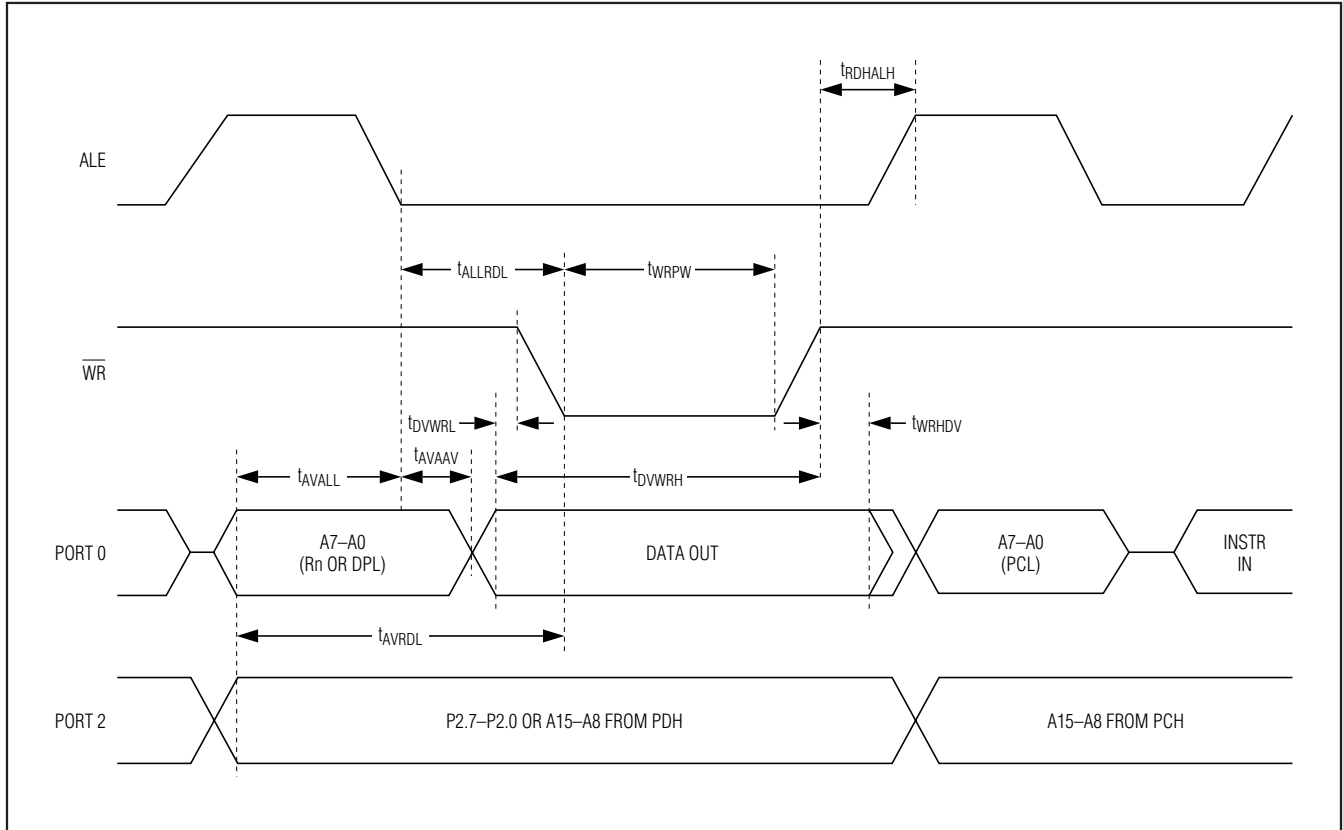 tRDHALH
ALE
tALLRDL
tWRPW
WR
tDVWRL
tWRHDV
tAVAAV
tAVALL
tDVWRH
PORT 0
A7–A0
(Rn OR DPL)
DATA OUT
A7–A0
(PCL)
INSTR
IN
tAVRDL
PORT 2
P2.7–P2.0 OR A15–A8 FROM PDH
A15–A8 FROM PCH